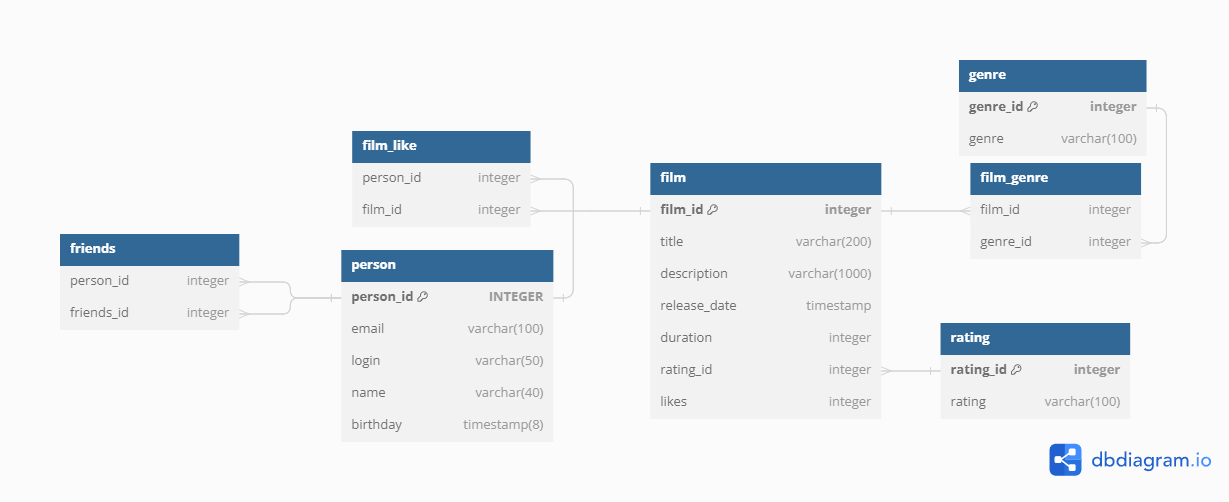 friends
person_id integer
friends_id integer
film_like
person_id integer
film_id integer
person
person_id INTEGER
email varchar(100)
login varchar(50)
name varchar(40)
birthday timestamp(8)
film
film_id integer
title varchar(200)
description varchar(1000)
release_date timestamp
duration integer
rating_id integer
likes integer
genre
genre_id integer
genre varchar(100)
film_genre
film_id integer
genre_id integer
rating
rating_id integer
rating varchar(100)
dbdiagram.io